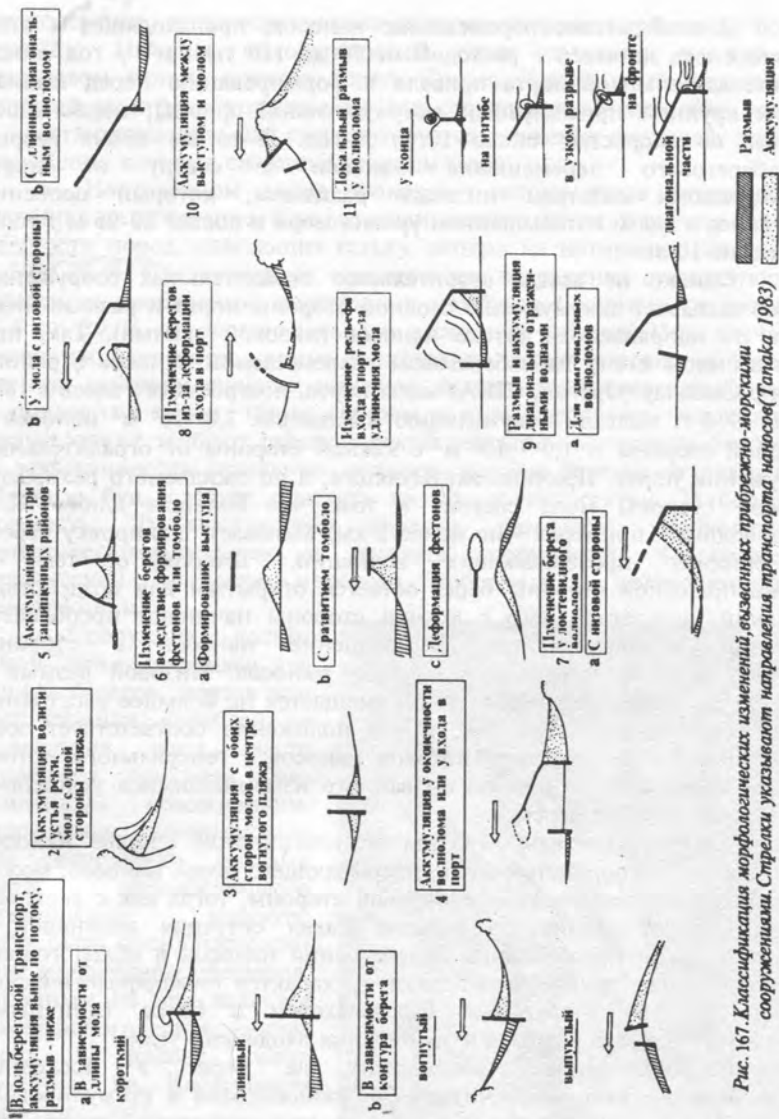 1
Вдольбереговой транспорт,
аккумуляция выше по потоку,
размыв - ниже
a
В зависимости от
длины мола
короткий
длинный
b
В зависимости от
контура берега
вогнутый
выпуклый
2
Аккумуляция вблизи
устья реки,
мол - с одной
стороны пляжа
3
Аккумуляция у обоих
сторон молов в центре
вогнутого пляжа
4
Аккумуляция у оконечности
волнолома или входа в
порт
5
Аккумуляция внутри
защищенных районов
6
Изменение берегов
вследствие формирования
фестонов или томболо
a
Формирование выступа
b
С развитием томболо
c
Деформация фестонов
7
Изменение берега
у мостевидного
волнолома
a
С низовой стороны
b
У мола с низовой стороны
8
Изменение берегов
из-за деформации
входа в порт
Изменение рельефа
входа в порт из-за
удлинения мола
9
Размыв и аккумуляция
диагонально отражен-
ными волнами
a
Для диагональных
волноломов
b
С длинным диагональ-
ным волноломом
10
Аккумуляция между
выступом и молом
11
Локальный размыв
у волнолома
a
кона
b
на изгибе
c
в узком разрыве
на фронте
d
диагональной
части
Размыв
Аккумуляция
Рис. 167. Классификация морфологических изменений, вызванных прибрежно-морскими
сооружениями. Стрелки указывают направления транспорта наносов (Tanaka, 1983)